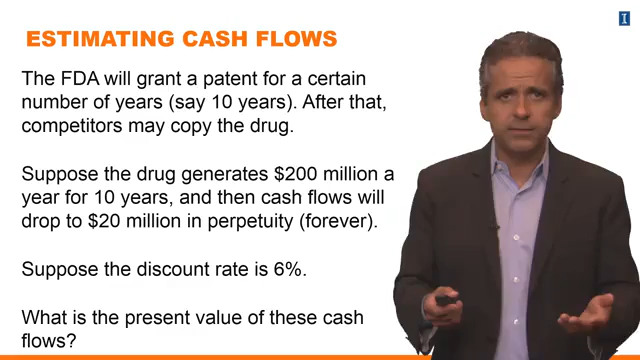 ESTIMATING CASH FLOWS
The FDA will grant a patent for a certain
number of years (say 10 years). After that,
competitors may copy the drug.
Suppose the drug generates $200 million a
year for 10 years, and then cash flows will
drop to $20 million in perpetuity (forever).
Suppose the discount rate is 6%.
What is the present value of these cash
flows?
I